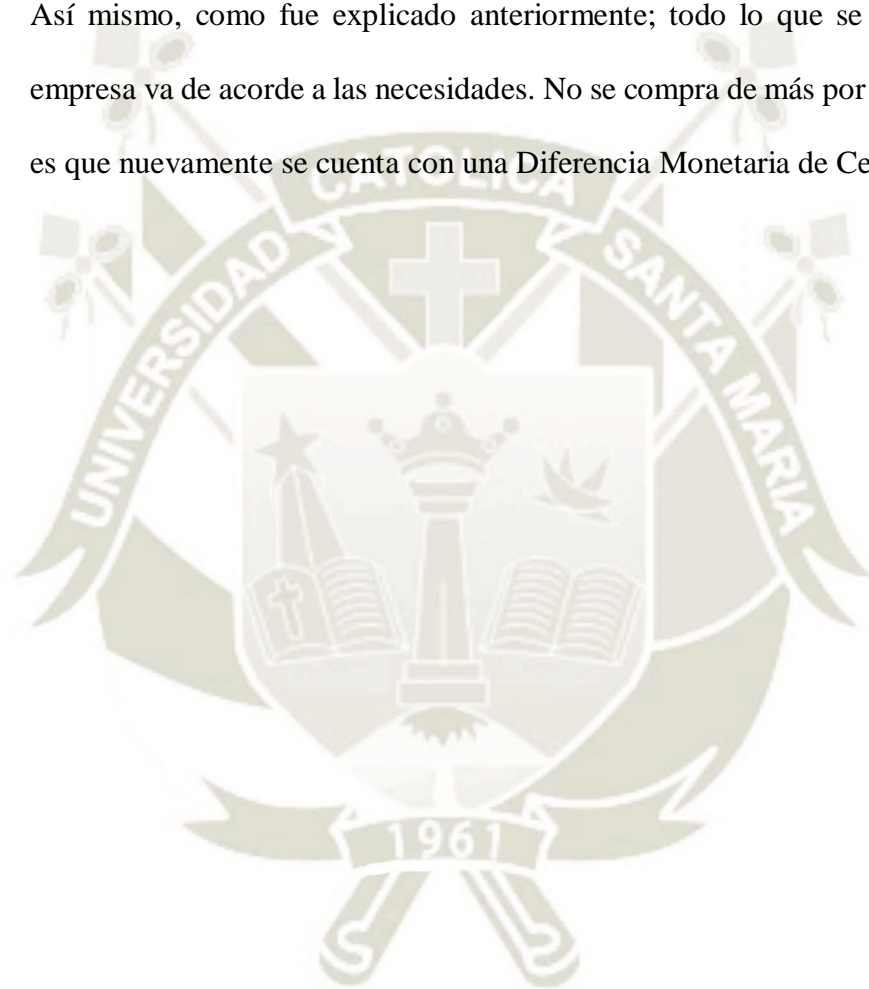 Así mismo, como fue explicado anteriormente; todo lo que se
empresa va de acorde a las necesidades. No se compra de más por
es que nuevamente se cuenta con una Diferencia Monetaria de Ce
UNIVERSIDAD CATOLICA SANTA MARIA
1961